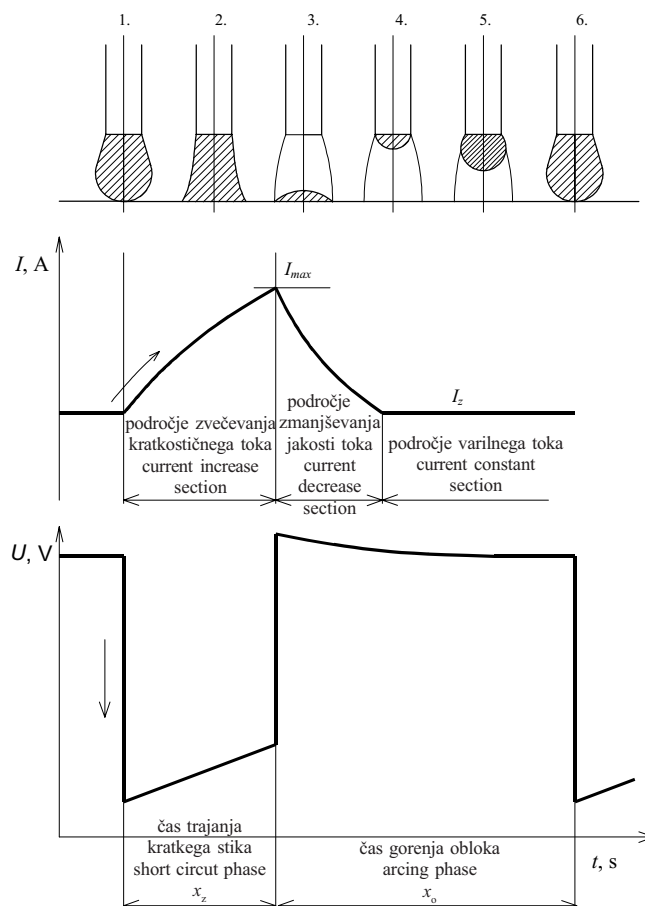 1. 2. 3. 4. 5. 6.
I, A
I_max
I_z
področje zvečevanja
kratkostičnega toka
current increase
section
področje
zmanjševanja
jakosti toka
current
decrease
section
področje varilnega toka
current constant
section
U, V
čas trajanja
kratkega stika
short circut phase
x_z
čas gorenja obloka
arcing phase
x_o
t, s